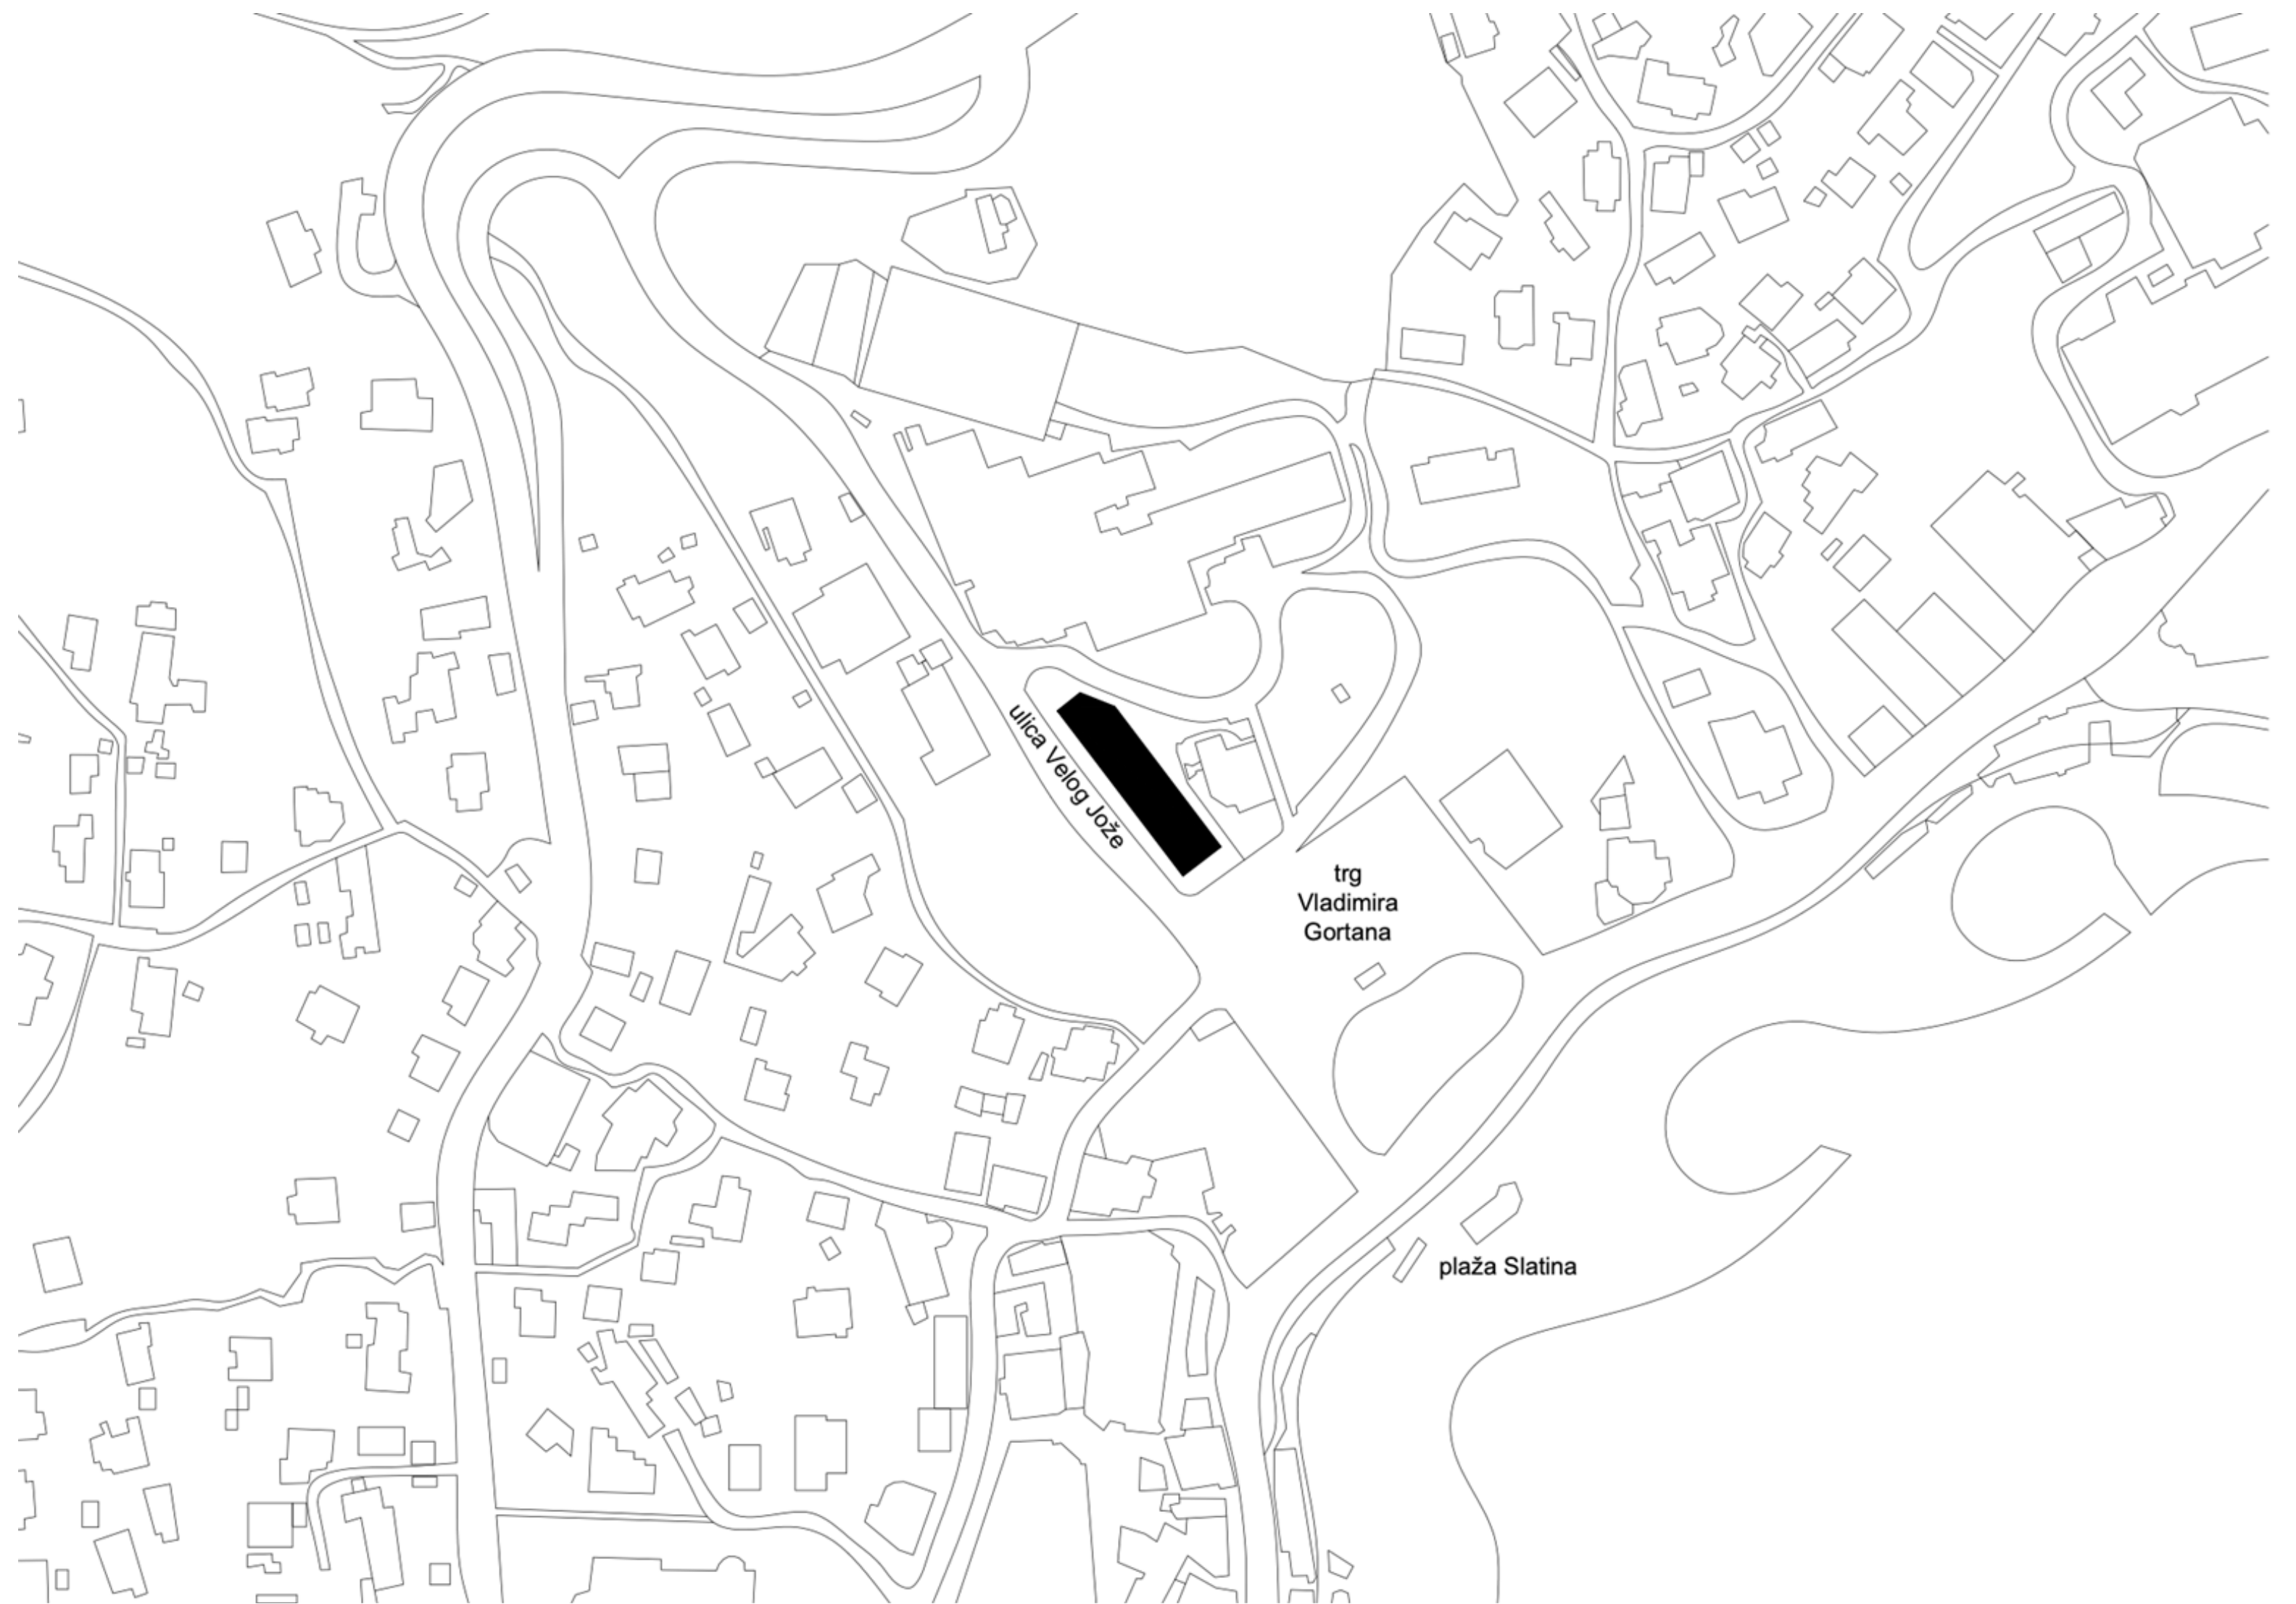 ulica Velog Jože
trg
Vladimira
Gortana
plaža Slatina